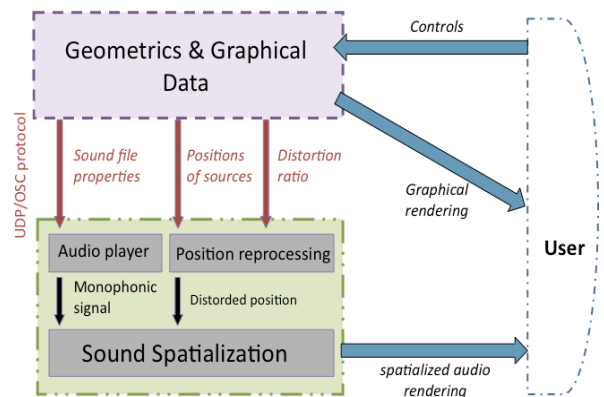 Controls
Geometrics & Graphical
Data
UDP/OSC protocol
Sound file
properties
Positions
of sources
Distortion
ratio
Graphical
rendering
User
Audio player
Position reprocessing
Monophonic
signal
Distorded position
Sound Spatialization
spatialized audio
rendering